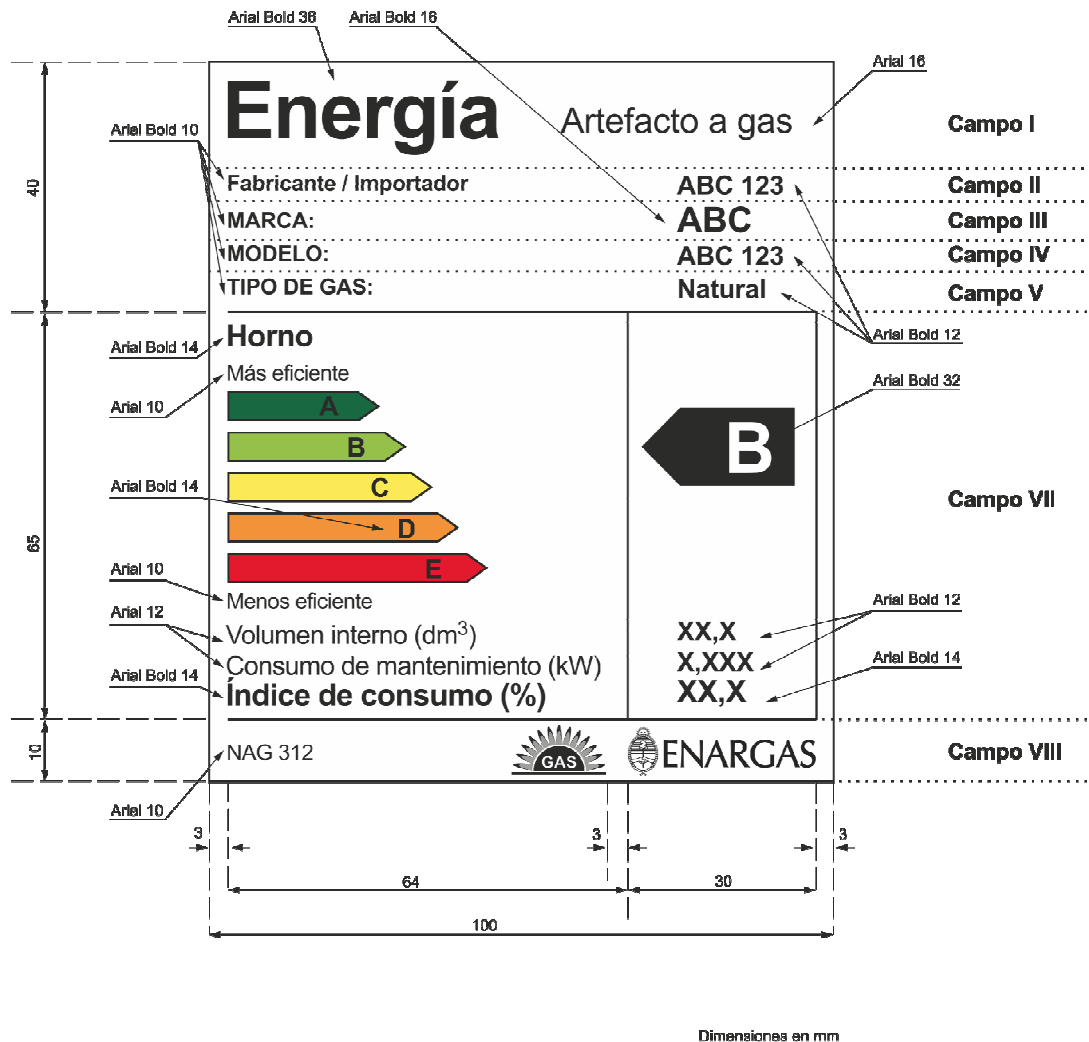 Arial Bold 36
Arial Bold 16
Arial 16
Energía
Artefacto a gas
Campo I
Arial Bold 10
Fabricante / Importador
ABC 123
Campo II
MARCA:
ABC
Campo III
MODELO:
ABC 123
Campo IV
TIPO DE GAS:
Natural
Campo V
40
Arial Bold 12
Horno
Arial Bold 14
Más eficiente
Arial 10
Arial Bold 32
A
B
B
C
Arial Bold 14
D
Campo VII
65
E
Arial 10
Menos eficiente
Arial 12
Arial Bold 12
Volumen interno (dm³)
XX,X
Consumo de mantenimiento (kW)
X,XXX
Arial Bold 14
Arial Bold 14
Índice de consumo (%)
XX,X
10
NAG 312
GAS
ENARGAS
Campo VIII
Arial 10
3
3
3
64
30
100
Dimensiones en mm